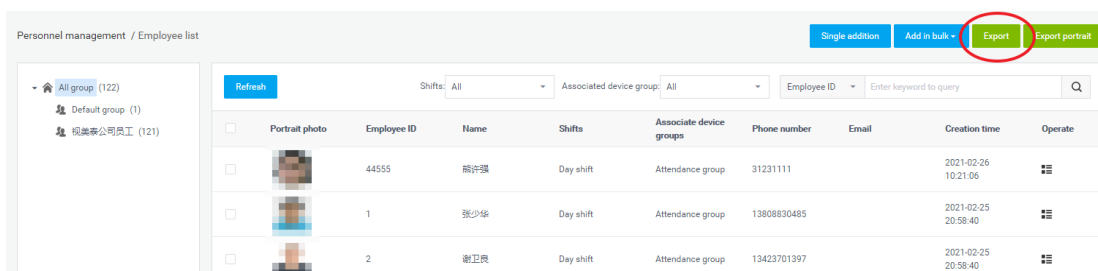 Personnel management / Employee list
Single addition Add in bulk Export Export portrait
All group (122)
Default group (1)
视美泰公司员工 (121)
Refresh Shifts: All Associated device group: All Employee ID Enter keyword to query
Portrait photo Employee ID Name Shifts Associate device groups Phone number Email Creation time Operate
44555 熊许强 Day shift Attendance group 31231111 2021-02-26 10:21:06
1 张少华 Day shift Attendance group 13808830485 2021-02-25 20:58:40
2 谢卫良 Day shift Attendance group 13423701397 2021-02-25 20:58:40